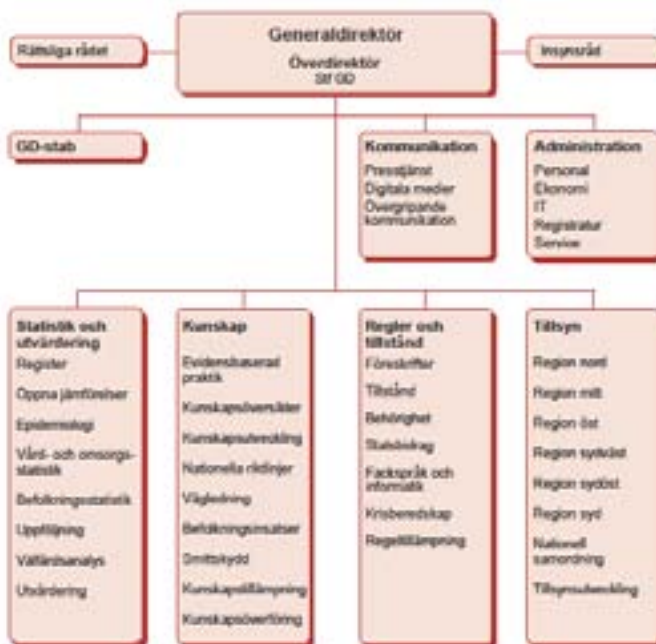 Generaldirektör
Överdirektör
Stf GD
Rättsliga rådet
Insynsråd
GD-stab
Kommunikation
Presstjänst
Digitala medier
Övergripande
kommunikation
Administration
Personal
Ekonomi
IT
Registratur
Service
Statistik och
utvärdering
Register
Öppna jämförelser
Epidemiologi
Vård- och omsorgs-
statistik
Befolkningsstatistik
Uppföljning
Välfärdsanalys
Utvärdering
Kunskap
Evidensbaserad
praktik
Kunskapsöversikter
Kunskapsutveckling
Nationella riktlinjer
Vägledning
Befolkningsinsatser
Smittskydd
Kunskapstillämpning
Kunskapsöverföring
Regler och
tillstånd
Föreskrifter
Tillstånd
Behörighet
Statsbidrag
Fackspråk och
informatik
Krisberedskap
Regeltillämpning
Tillsyn
Region nord
Region mitt
Region öst
Region sydväst
Region sydöst
Region syd
Nationell
samordning
Tillsynsutveckling